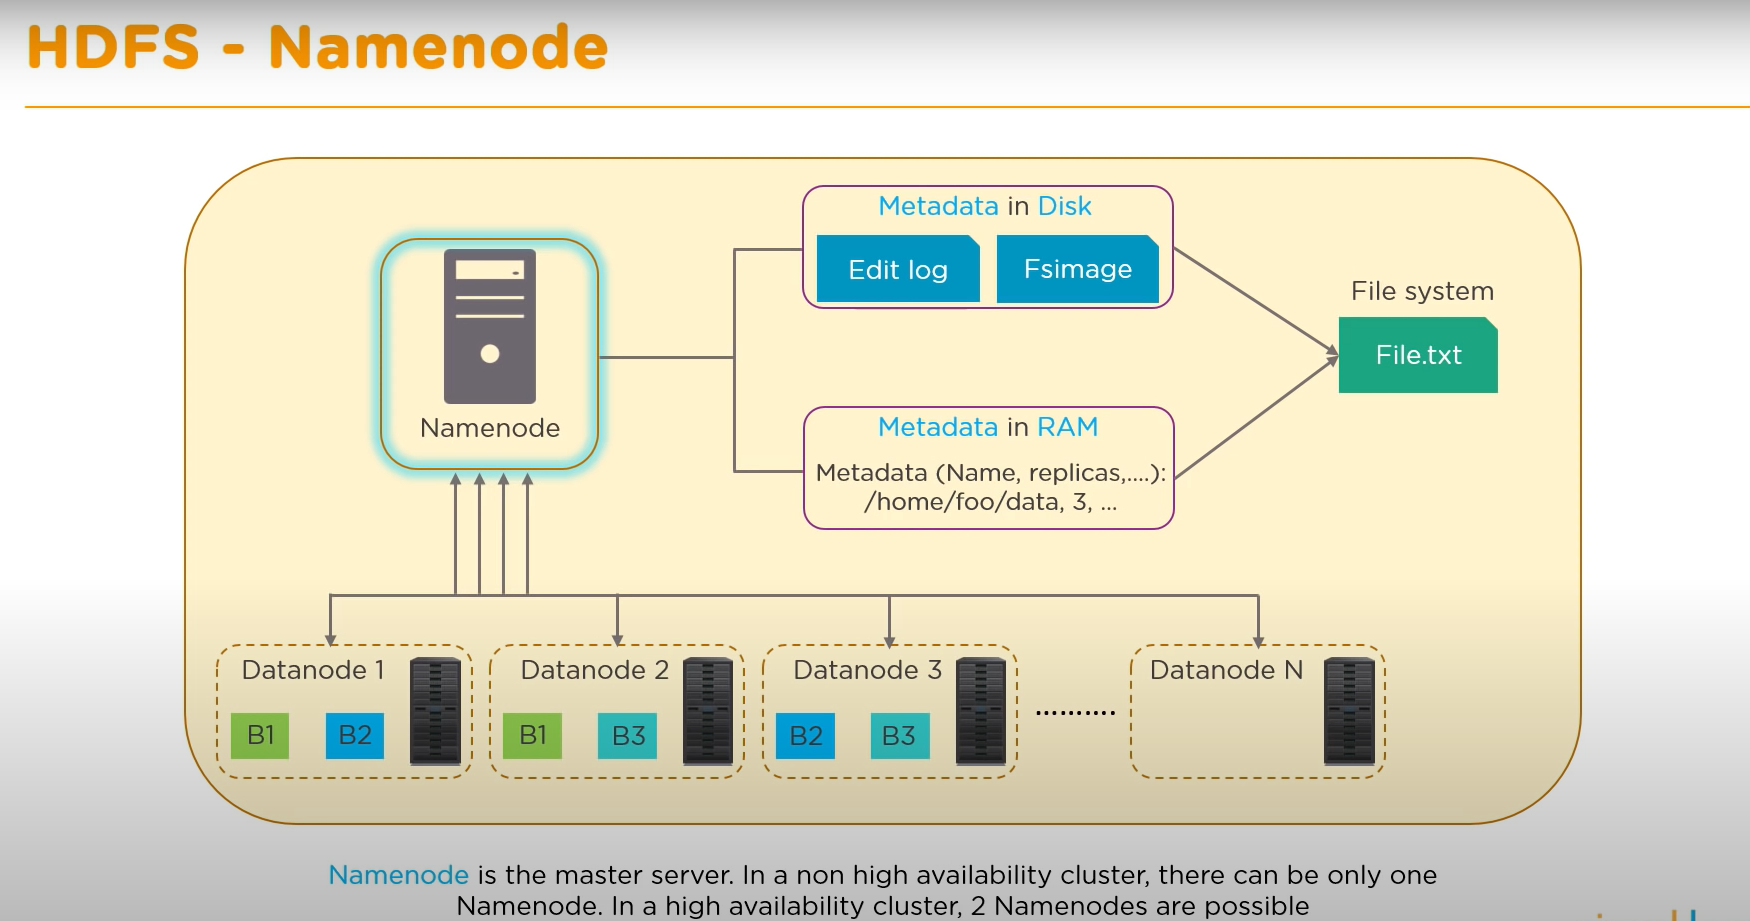 HDFS - Namenode
Metadata in Disk
Edit log
Fsimage
File system
File.txt
Namenode
Metadata in RAM
Metadata (Name, replicas,....):
/home/foo/data, 3, ...
Datanode 1
B1
B2
Datanode 2
B1
B3
Datanode 3
B2
B3
..........
Datanode N
Namenode is the master server. In a non high availability cluster, there can be only one
Namenode. In a high availability cluster, 2 Namenodes are possible